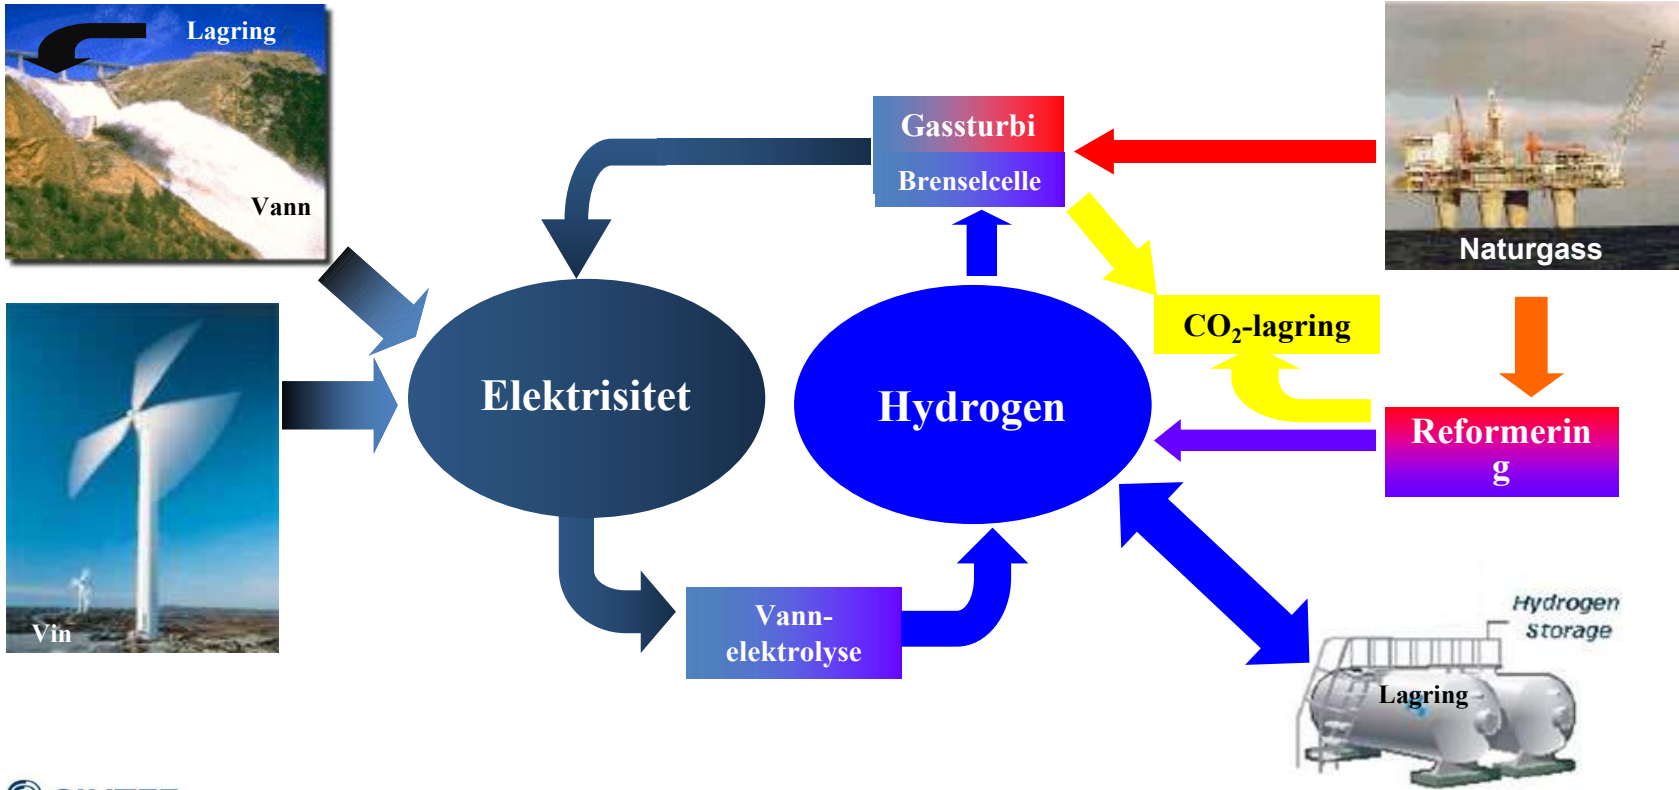 Lagring
Vann
Vin
Elektrisitet
Gassturbi
Brenselcelle
Hydrogen
Vann-
elektrolyse
Naturgass
CO₂-lagring
Reformerin
g
Hydrogen
Storage
Lagring